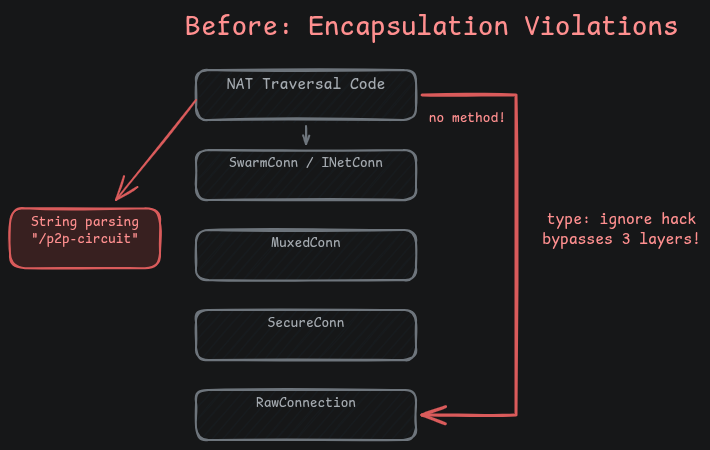 Before: Encapsulation Violations
NAT Traversal Code
no method!
SwarmConn / INetConn
String parsing
"/p2p-circuit"
type: ignore hack
bypasses 3 layers!
MuxedConn
SecureConn
RawConnection